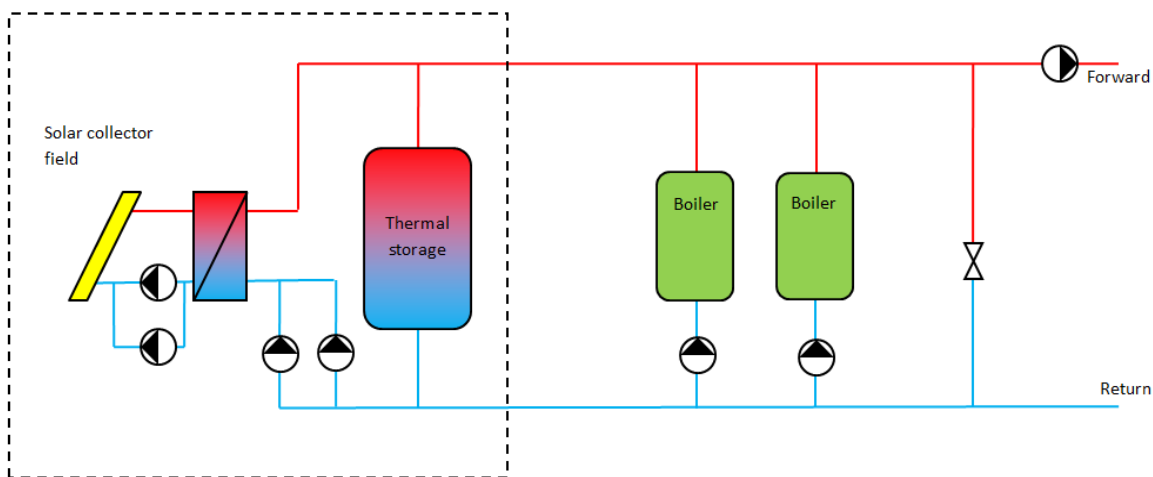 Forward
Solar collector
field
Boiler
Boiler
Thermal
storage
Return